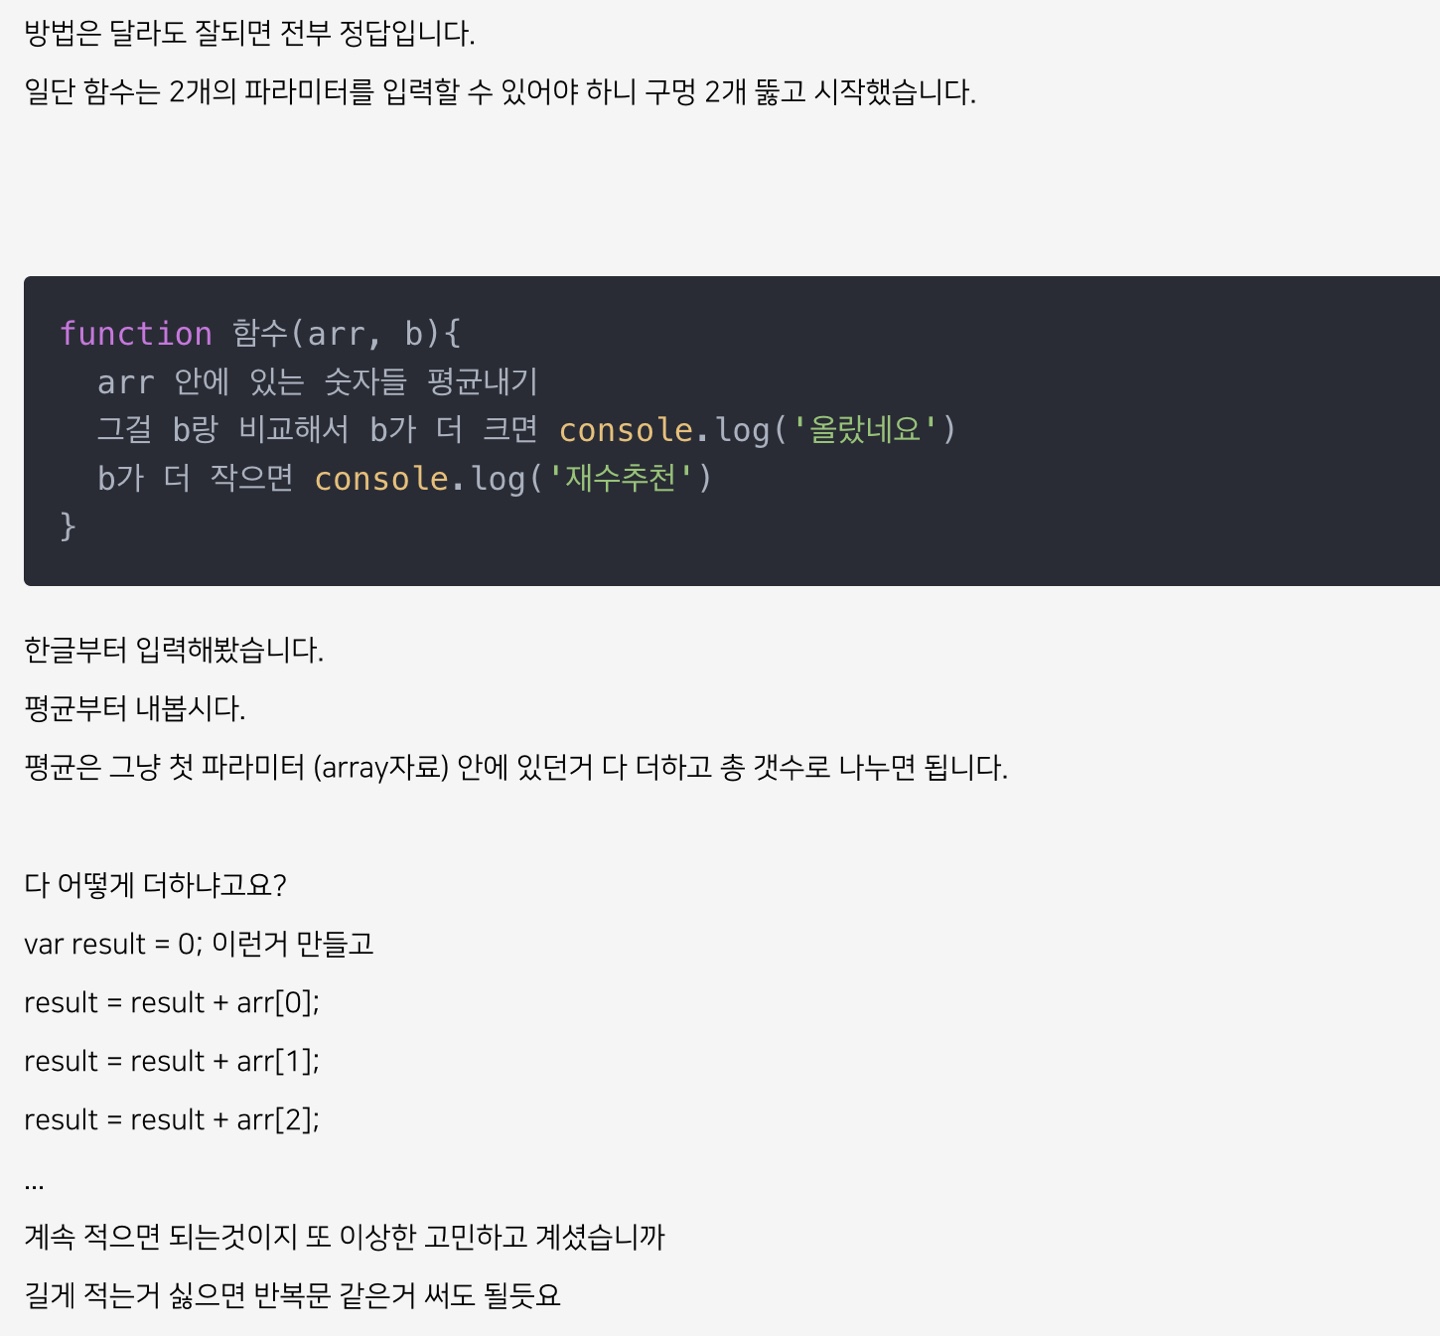 방법은 달라도 잘되면 전부 정답입니다.
일단 함수는 2개의 파라미터를 입력할 수 있어야 하니 구멍 2개 뚫고 시작했습니다.
function 함수(arr, b){
  arr 안에 있는 숫자들 평균내기
  그걸 b랑 비교해서 b가 더 크면 console.log('올랐네요')
  b가 더 작으면 console.log('재수추천')
}
한글부터 입력해봤습니다.
평균부터 내봅시다.
평균은 그냥 첫 파라미터 (array자료) 안에 있던거 다 더하고 총 갯수로 나누면 됩니다.
다 어떻게 더하냐고요?
var result = 0; 이런거 만들고
result = result + arr[0];
result = result + arr[1];
result = result + arr[2];
...
계속 적으면 되는것이지 또 이상한 고민하고 계셨습니까
길게 적는거 싫으면 반복문 같은거 써도 될듯요